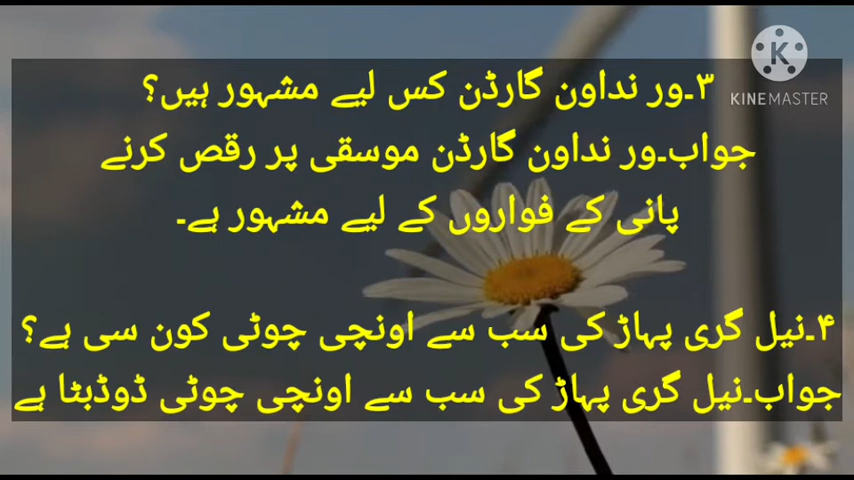 ۳۔ور نداون گارڈن کس لیے مشہور ہیں؟
جواب۔ور نداون گارڈن موسقی پر رقص کرنے
پانی کے فواروں کے لیے مشہور ہے۔
۴۔نیل گری پہاڑ کی سب سے اونچی چوٹی کون سی ہے؟
جواب۔نیل گری پہاڑ کی سب سے اونچی چوٹی ڈوڈبٹا ہے
K
KINEMASTER